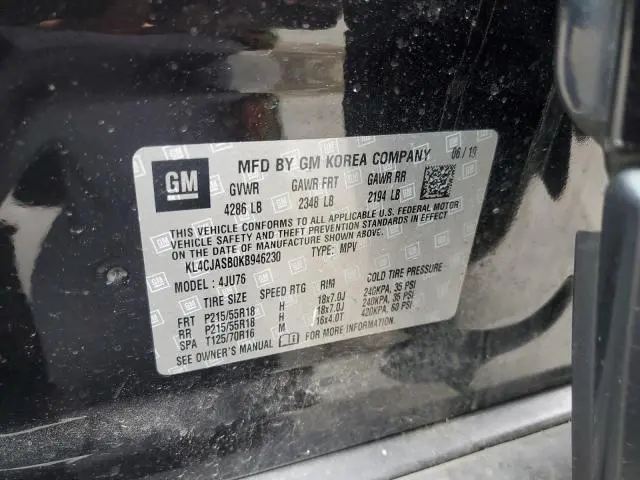 GM MFD BY GM KOREA COMPANY 06/19
GVWR GAWR FRT GAWR RR
4286 LB 2348 LB 2194 LB
THIS VEHICLE CONFORMS TO ALL APPLICABLE U.S. FEDERAL MOTOR
VEHICLE SAFETY AND THEFT PREVENTION STANDARDS IN EFFECT
ON THE DATE OF MANUFACTURE SHOWN ABOVE.
KL4CJASB0KB946230 TYPE: MPV
MODEL: 4JU76
TIRE SIZE SPEED RTG RIM COLD TIRE PRESSURE
FRT P215/55R18 H 18x7.0J 240KPA, 35 PSI
RR P215/55R18 H 18x7.0J 240KPA, 35 PSI
SPA T125/70R16 M 16x4.0T 420KPA, 60 PSI
SEE OWNER'S MANUAL FOR MORE INFORMATION.